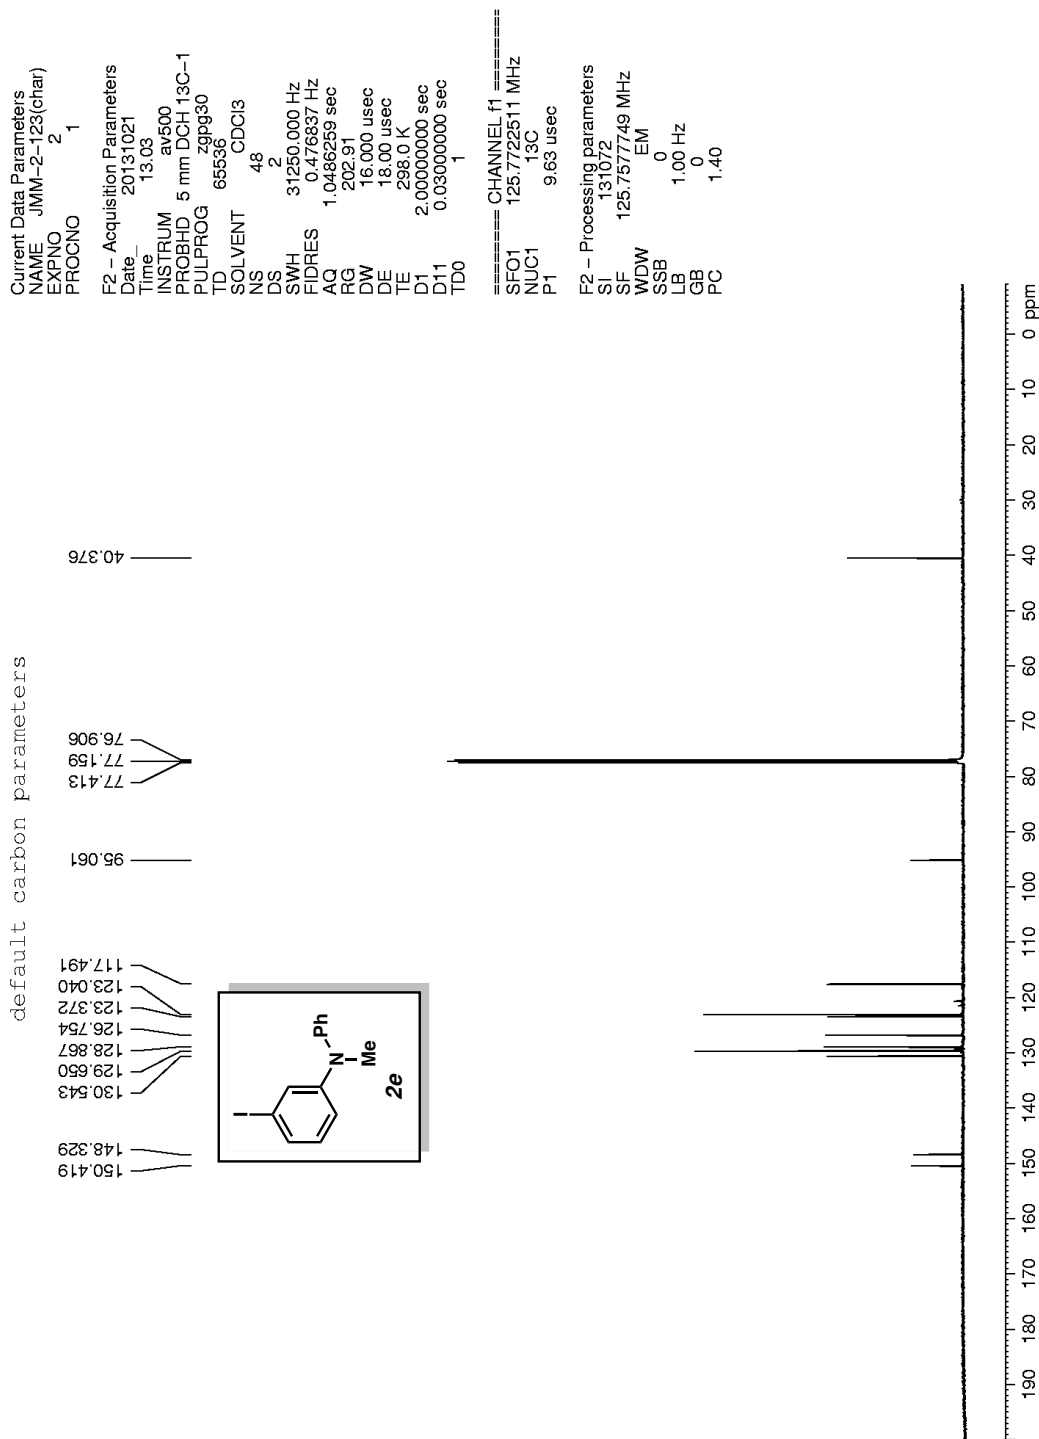 default carbon parameters
150.419
148.329
130.543
129.650
128.867
126.754
123.372
123.040
117.491
95.061
77.413
77.159
76.906
40.376
I
N
Ph
Me
2e
Current Data Parameters
NAME JMM-2-123(char)
EXPNO 2
PROCNO 1
F2 - Acquisition Parameters
Date_ 20131021
Time 13.03
INSTRUM av500
PROBHD 5 mm DCH 13C-1
PULPROG zgpg30
TD 65536
SOLVENT CDCl3
NS 48
DS 2
SWH 31250.000 Hz
FIDRES 0.476837 Hz
AQ 1.0486259 sec
RG 202.91
DW 16.000 usec
DE 18.00 usec
TE 298.0 K
D1 2.00000000 sec
D11 0.03000000 sec
TD0 1
======== CHANNEL f1 ========
SFO1 125.7722511 MHz
NUC1 13C
P1 9.63 usec
F2 - Processing parameters
SI 131072
SF 125.7577749 MHz
WDW EM
SSB 0
LB 1.00 Hz
GB 0
PC 1.40
190 180 170 160 150 140 130 120 110 100 90 80 70 60 50 40 30 20 10 0 ppm